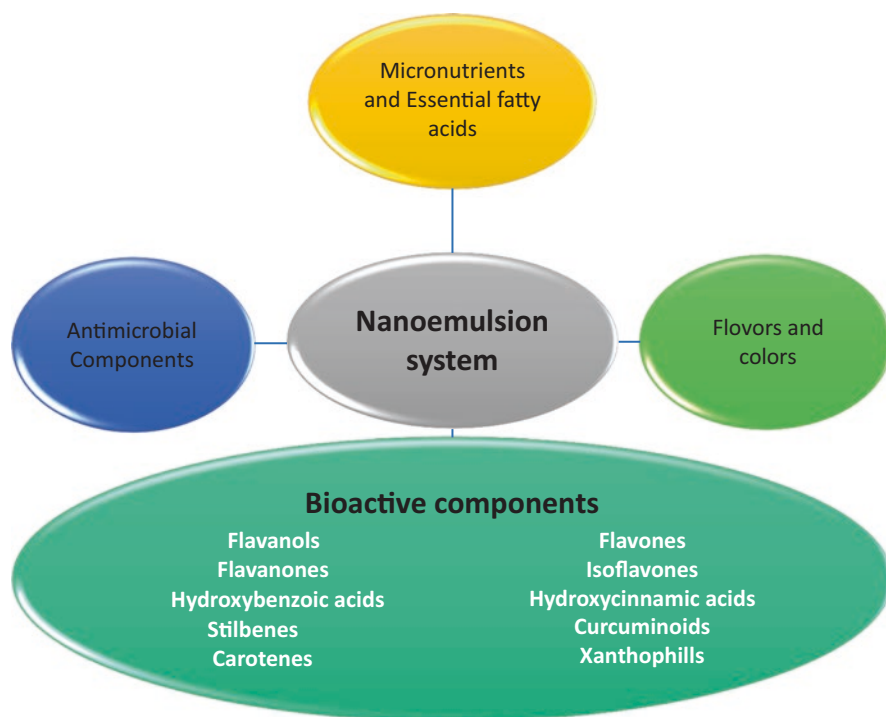 Micronutrients
and Essential fatty
acids
Antimicrobial
Components
Nanoemulsion
system
Flovors and
colors
Bioactive components
Flavanols
Flavanones
Hydroxybenzoic acids
Stilbenes
Carotenes
Flavones
Isoflavones
Hydroxycinnamic acids
Curcuminoids
Xanthophills